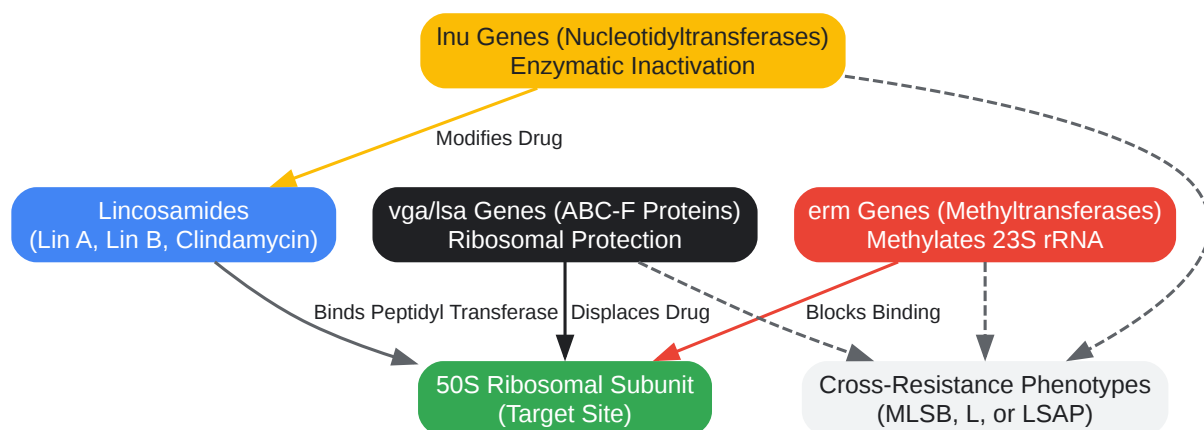 lnu Genes (Nucleotidyltransferases)
Enzymatic Inactivation
Modifies Drug
Lincosamides
(Lin A, Lin B, Clindamycin)
vga/lsa Genes (ABC-F Proteins)
Ribosomal Protection
erm Genes (Methyltransferases)
Methylates 23S rRNA
Binds Peptidyl Transferase
Displaces Drug
Blocks Binding
50S Ribosomal Subunit
(Target Site)
Cross-Resistance Phenotypes
(MLSB, L, or LSAP)